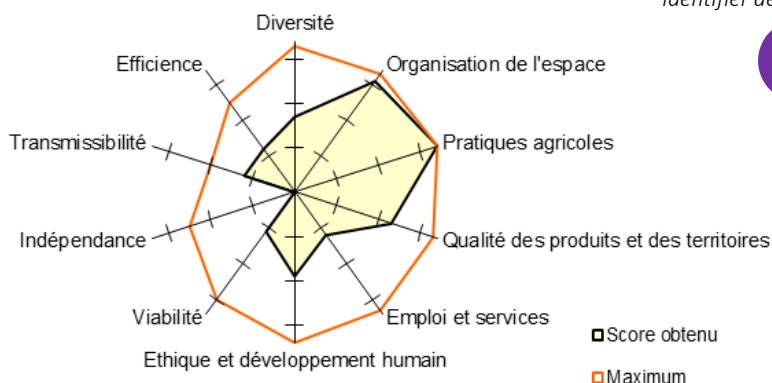 identifier de
Diversité
Efficience
Organisation de l'espace
Transmissibilité
Pratiques agricoles
Indépendance
Qualité des produits et des territoires
Viabilité
Emploi et services
Ethique et développement humain
Score obtenu
Maximum